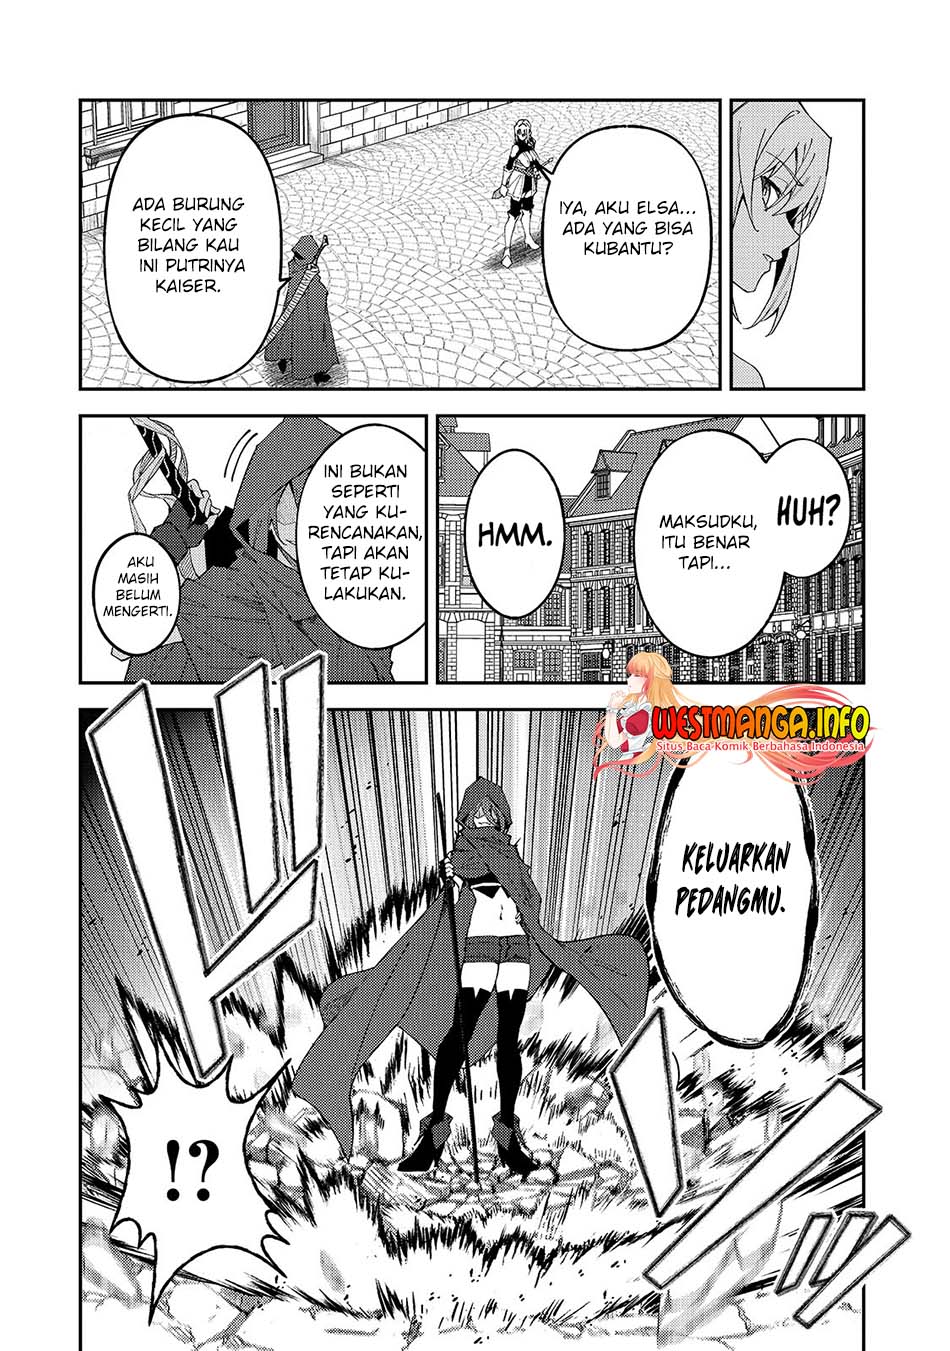 IYA, AKU ELSA...
ADA YANG BISA
KUBANTU?
ADA BURUNG
KECIL YANG
BILANG KAU
INI PUTRINYA
KAISER.
HUH?
MAKSUDKU,
ITU BENAR
TAPI...
HMM.
INI BUKAN
SEPERTI
YANG KU-
RENCANAKAN,
TAPI AKAN
TETAP KU-
LAKUKAN.
AKU
MASIH
BELUM
MENGERTI.
WESTMANGA.INFO
Situs Baca Komik Berbahasa Indonesia
KELUARKAN
PEDANGMU.
!?